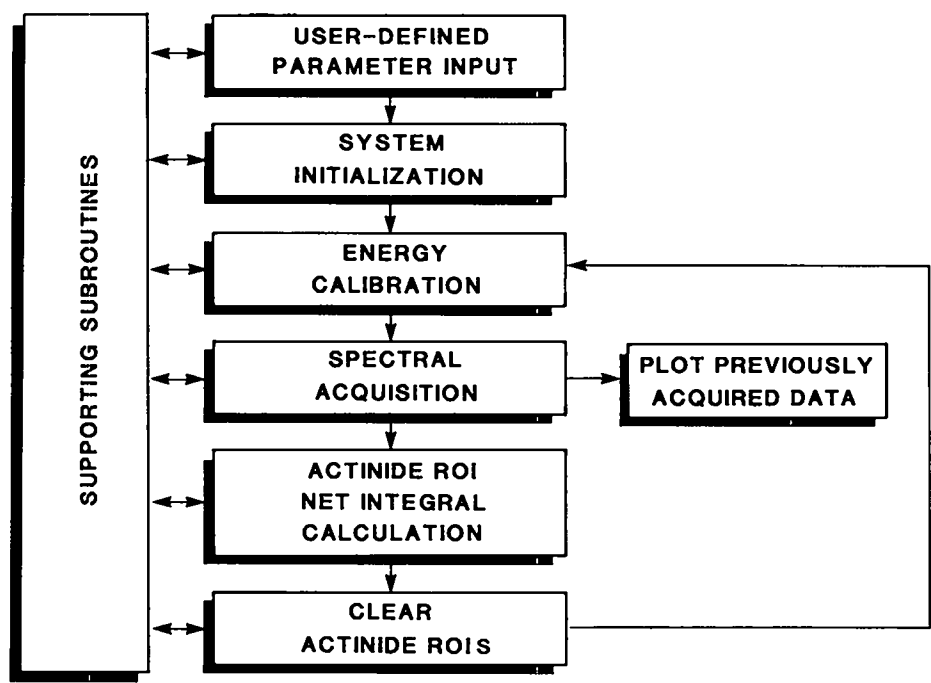 SUPPORTING SUBROUTINES
USER-DEFINED
PARAMETER INPUT
SYSTEM
INITIALIZATION
ENERGY
CALIBRATION
SPECTRAL
ACQUISITION
PLOT PREVIOUSLY
ACQUIRED DATA
ACTINIDE ROI
NET INTEGRAL
CALCULATION
CLEAR
ACTINIDE ROIS